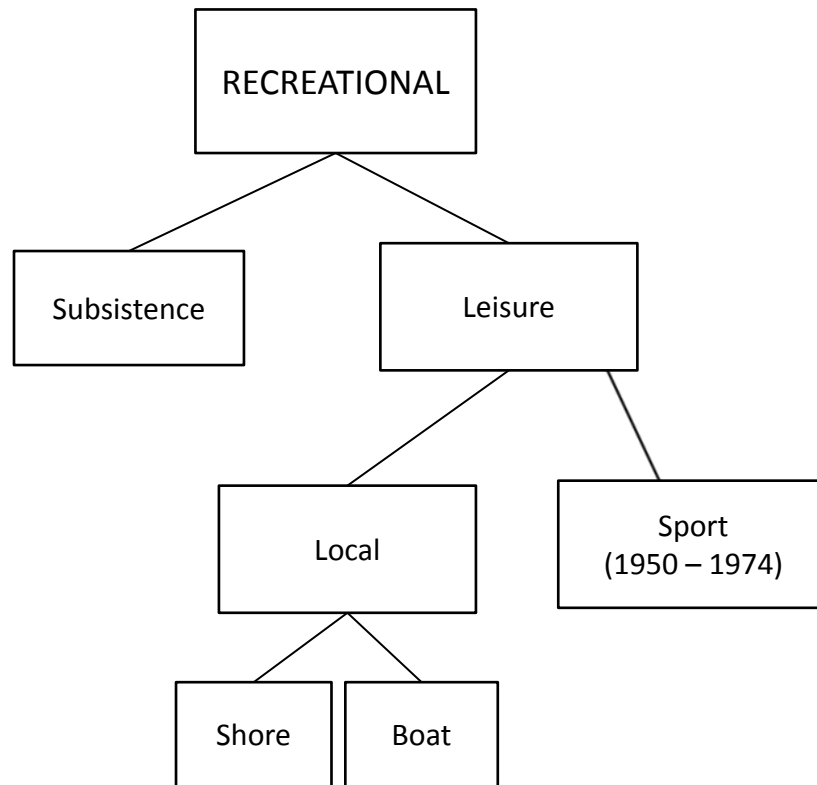 RECREATIONAL
Subsistence
Leisure
Local
Sport
(1950 – 1974)
Shore
Boat